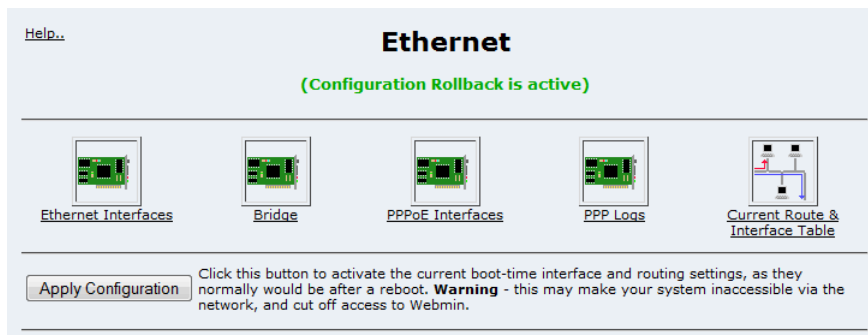 Help..
Ethernet
(Configuration Rollback is active)
Ethernet Interfaces
Bridge
PPPoE Interfaces
PPP Logs
Current Route &
Interface Table
Apply Configuration
Click this button to activate the current boot-time interface and routing settings, as they
normally would be after a reboot. Warning - this may make your system inaccessible via the
network, and cut off access to Webmin.